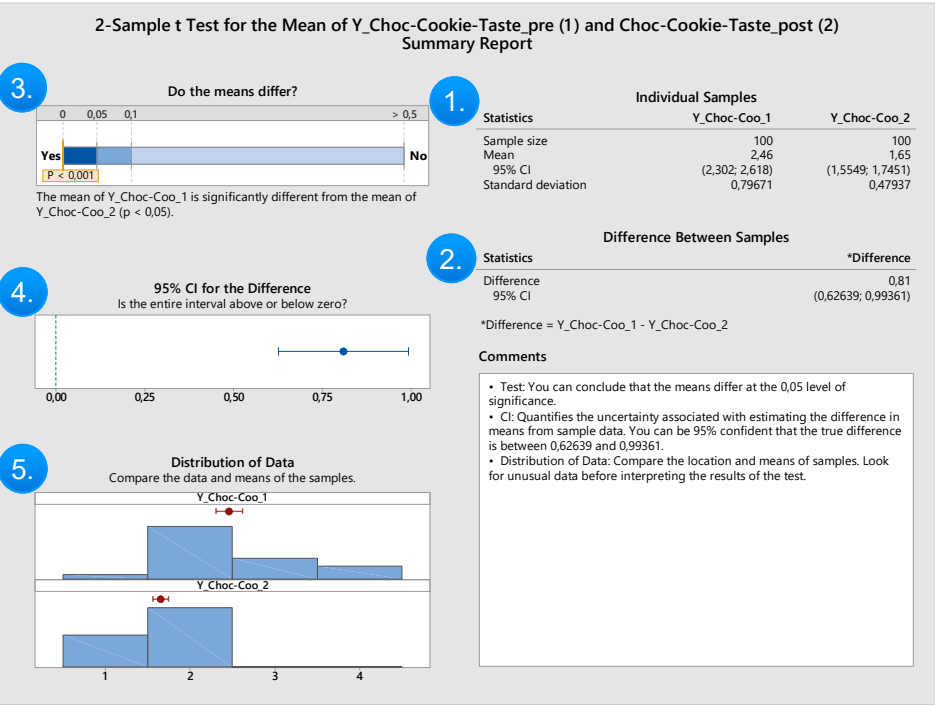 2-Sample t Test for the Mean of Y_Choc-Cookie-Taste_pre (1) and Choc-Cookie-Taste_post (2)
Summary Report
3.
Do the means differ?
0 0,05 0,1 > 0,5
Yes No
P < 0,001
The mean of Y_Choc-Coo_1 is significantly different from the mean of
Y_Choc-Coo_2 (p < 0,05).
1.
Individual Samples
Statistics Y_Choc-Coo_1 Y_Choc-Coo_2
Sample size 100 100
Mean 2,46 1,65
95% CI (2,302; 2,618) (1,5549; 1,7451)
Standard deviation 0,79671 0,47937
2.
Difference Between Samples
Statistics *Difference
Difference 0,81
95% CI (0,62639; 0,99361)
*Difference = Y_Choc-Coo_1 - Y_Choc-Coo_2
4.
95% CI for the Difference
Is the entire interval above or below zero?
0,00 0,25 0,50 0,75 1,00
Comments
• Test: You can conclude that the means differ at the 0,05 level of
significance.
• CI: Quantifies the uncertainty associated with estimating the difference in
means from sample data. You can be 95% confident that the true difference
is between 0,62639 and 0,99361.
• Distribution of Data: Compare the location and means of samples. Look
for unusual data before interpreting the results of the test.
5.
Distribution of Data
Compare the data and means of the samples.
Y_Choc-Coo_1
Y_Choc-Coo_2
1 2 3 4